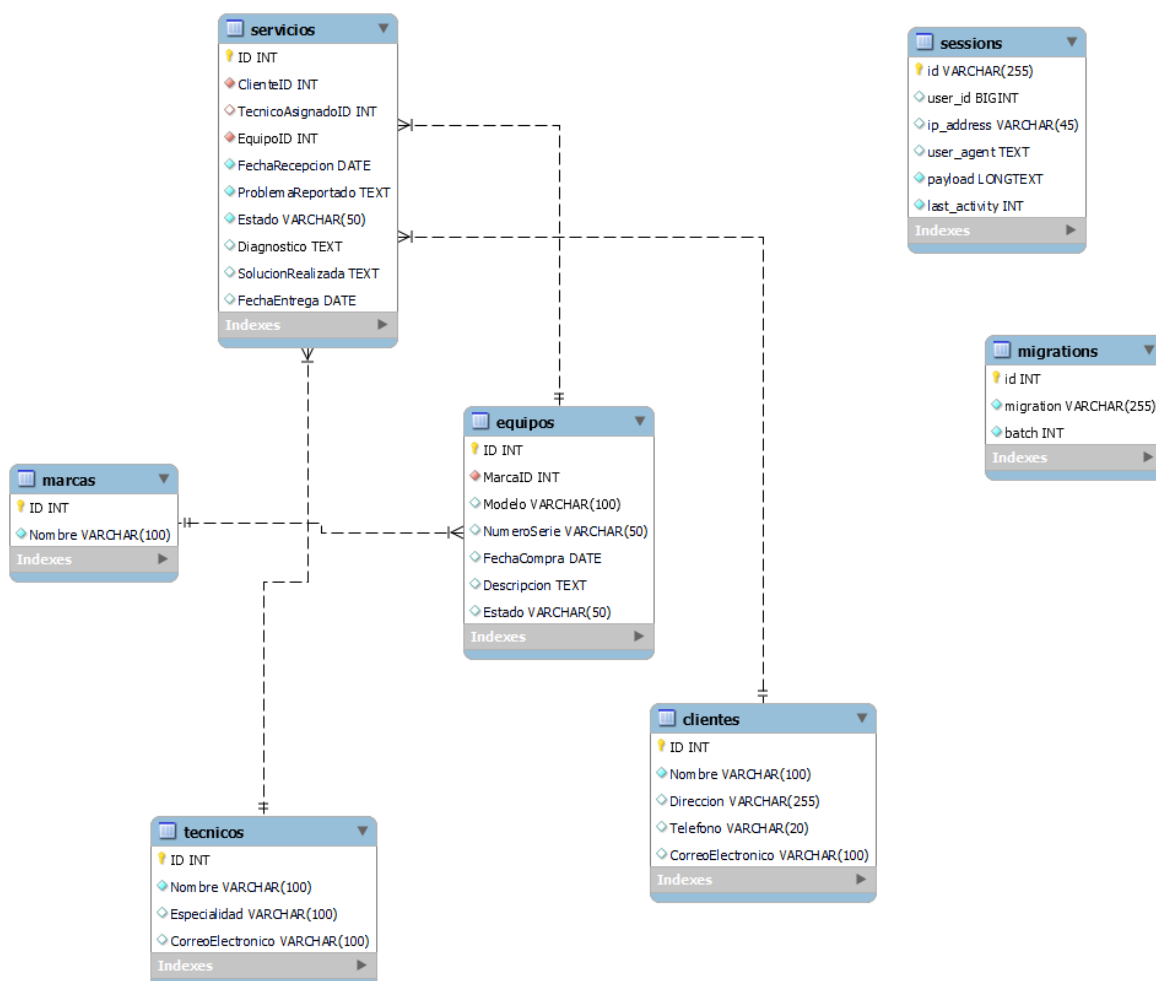 servicios
ID INT
ClienteID INT
TecnicoAsignadoID INT
EquipoID INT
FechaRecepcion DATE
ProblemaReportado TEXT
Estado VARCHAR(50)
Diagnostico TEXT
SolucionRealizada TEXT
FechaEntrega DATE
Indexes
sessions
id VARCHAR(255)
user_id BIGINT
ip_address VARCHAR(45)
user_agent TEXT
payload LONGTEXT
last_activity INT
Indexes
migrations
id INT
migration VARCHAR(255)
batch INT
Indexes
equipos
ID INT
MarcaID INT
Modelo VARCHAR(100)
NumeroSerie VARCHAR(50)
FechaCompra DATE
Descripcion TEXT
Estado VARCHAR(50)
Indexes
marcas
ID INT
Nombre VARCHAR(100)
Indexes
clientes
ID INT
Nombre VARCHAR(100)
Direccion VARCHAR(255)
Telefono VARCHAR(20)
CorreoElectronico VARCHAR(100)
Indexes
tecnicos
ID INT
Nombre VARCHAR(100)
Especialidad VARCHAR(100)
CorreoElectronico VARCHAR(100)
Indexes